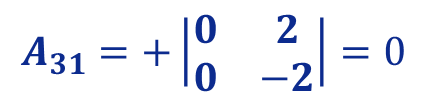 A₃₁ = + |0 2|
|0 −2| = 0